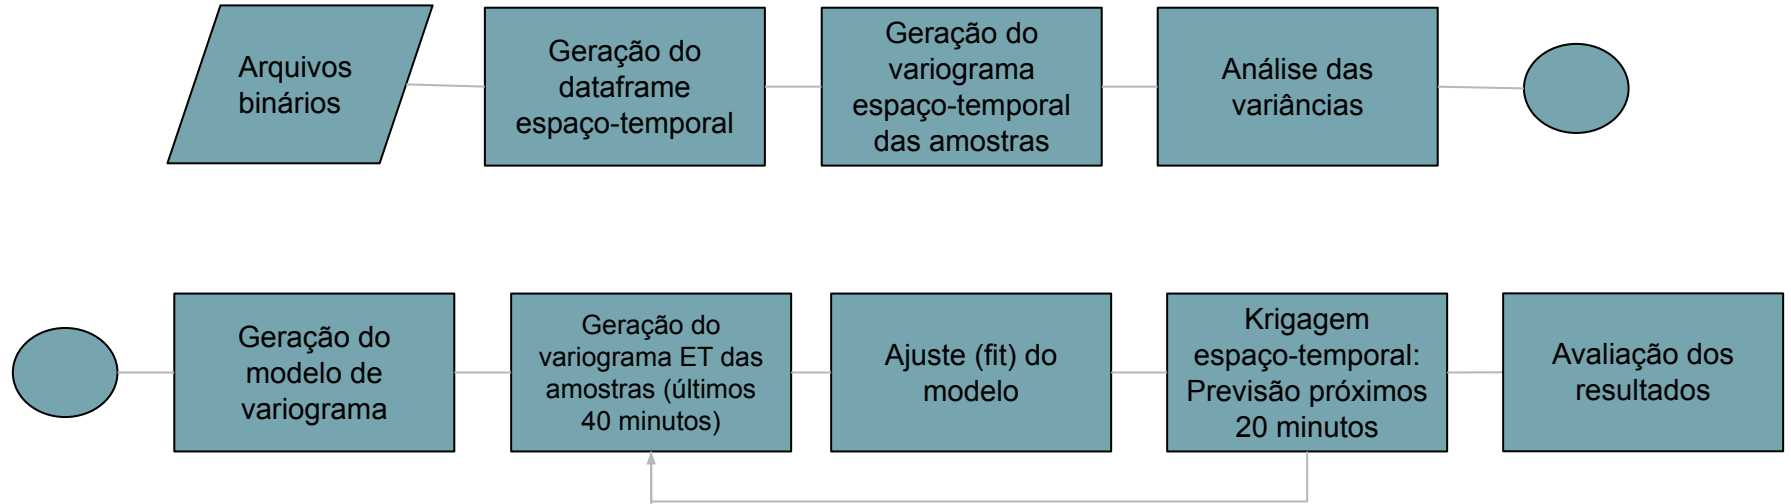 Arquivos
binários
Geração do
dataframe
espaço-temporal
Geração do
variograma
espaço-temporal
das amostras
Análise das
variâncias
Geração do
modelo de
variograma
Geração do
variograma ET das
amostras (últimos
40 minutos)
Ajuste (fit) do
modelo
Krigagem
espaço-temporal:
Previsão próximos
20 minutos
Avaliação dos
resultados